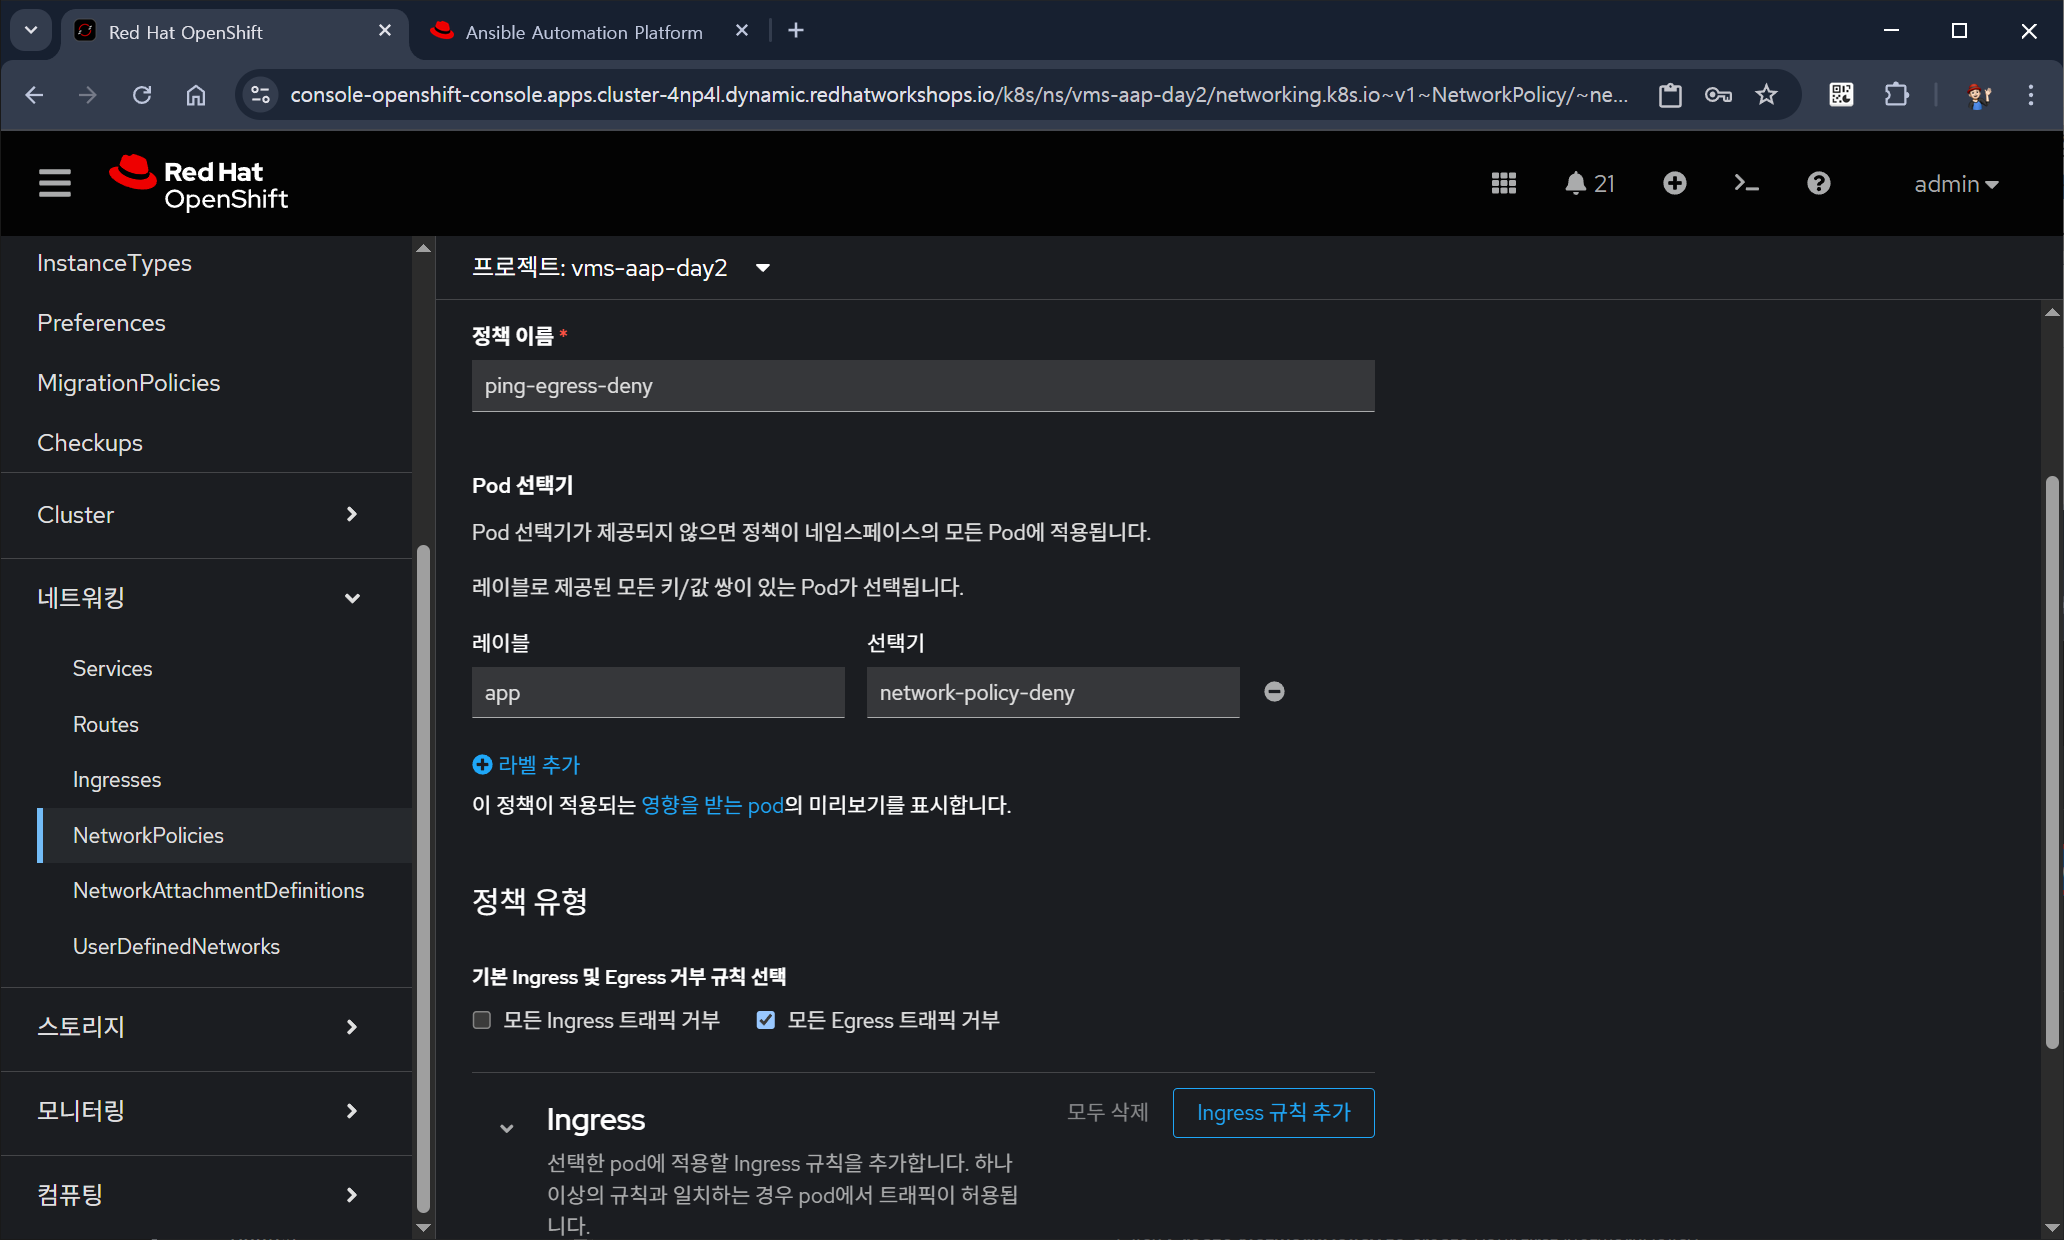 Red Hat OpenShift
Ansible Automation Platform
console-openshift-console.apps.cluster-4np4l.dynamic.redhatworkshops.io/k8s/ns/vms-aap-day2/networking.k8s.io~v1~NetworkPolicy/~ne...
Red Hat
OpenShift
21
admin
InstanceTypes
Preferences
MigrationPolicies
Checkups
Cluster
네트워킹
Services
Routes
Ingresses
NetworkPolicies
NetworkAttachmentDefinitions
UserDefinedNetworks
스토리지
모니터링
컴퓨팅
프로젝트: vms-aap-day2
정책 이름 *
ping-egress-deny
Pod 선택기
Pod 선택기가 제공되지 않으면 정책이 네임스페이스의 모든 Pod에 적용됩니다.
레이블로 제공된 모든 키/값 쌍이 있는 Pod가 선택됩니다.
레이블 선택기
app network-policy-deny
라벨 추가
이 정책이 적용되는 영향을 받는 pod의 미리보기를 표시합니다.
정책 유형
기본 Ingress 및 Egress 거부 규칙 선택
모든 Ingress 트래픽 거부 모든 Egress 트래픽 거부
Ingress 모두 삭제 Ingress 규칙 추가
선택한 pod에 적용할 Ingress 규칙을 추가합니다. 하나
이상의 규칙과 일치하는 경우 pod에서 트래픽이 허용됩
니다.